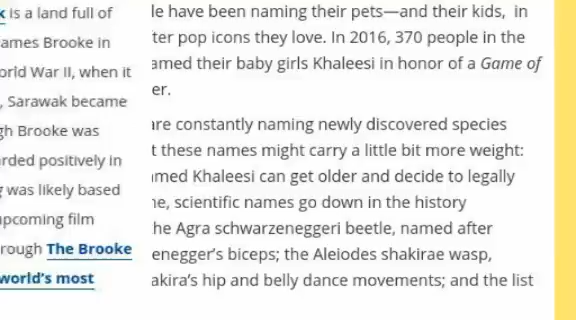 is a land full of
ames Brooke in
orld War II, when it
, Sarawak became
gh Brooke was
rded positively in
was likely based
pcoming film
rough The Brooke
world's most
le have been naming their pets—and their kids, in
ter pop icons they love. In 2016, 370 people in the
amed their baby girls Khaleesi in honor of a Game of
er.
are constantly naming newly discovered species
t these names might carry a little bit more weight:
med Khaleesi can get older and decide to legally
ne, scientific names go down in the history
he Agra schwarzeneggeri beetle, named after
enegger's biceps; the Aleiodes shakirae wasp,
akira's hip and belly dance movements; and the list